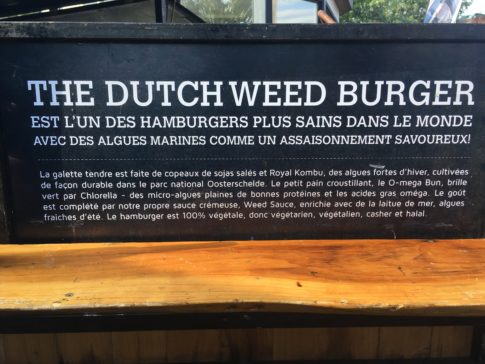 THE DUTCH WEED BURGER
EST L'UN DES HAMBURGERS PLUS SAINS DANS LE MONDE
AVEC DES ALGUES MARINES COMME UN ASSAISONNEMENT SAVOUREUX!
La galette tendre est faite de copeaux de sojas salés et Royal Kombu, des algues fortes d'hiver, cultivées
de façon durable dans le parc national Oosterschelde. Le petit pain croustillant, le O-mega Bun, brille
vert par Chlorella - des micro-algues pleines de bonnes protéines et les acides gras oméga. Le goût
est complété par notre propre sauce crémeuse, Weed Sauce, enrichie avec de la laitue de mer, algues
fraîches d'été. Le hamburger est 100% végétale, donc végétarien, végétalien, casher et halal.